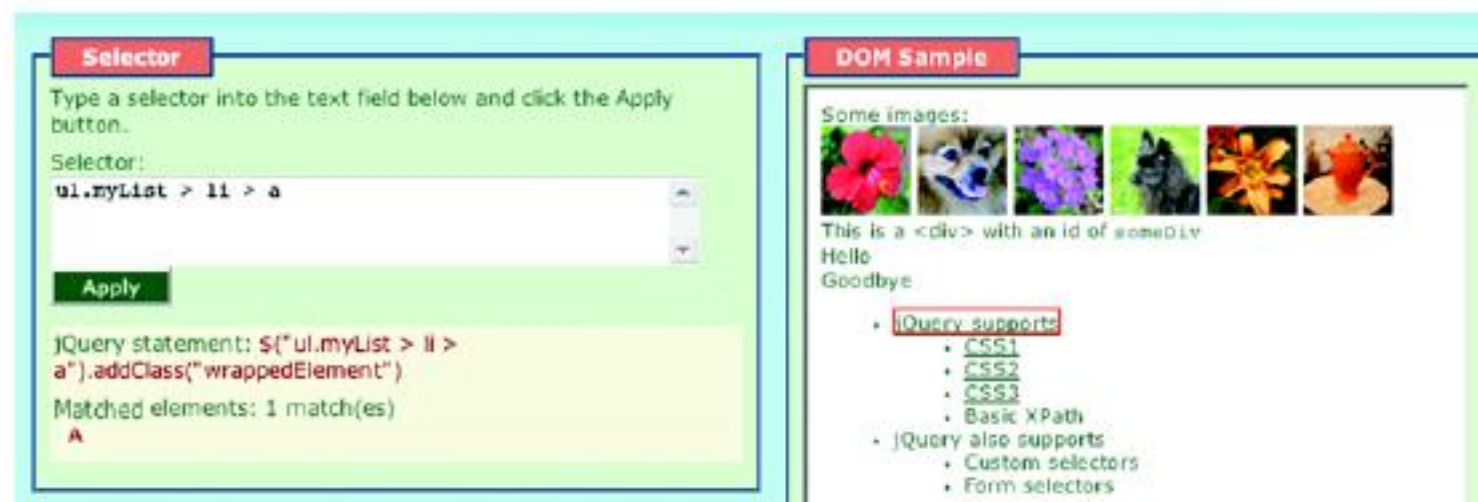 Selector
Type a selector into the text field below and click the Apply
button.
Selector:
ul.myList > li > a
Apply
jQuery statement: $("ul.myList > li >
a").addClass("wrappedElement")
Matched elements: 1 match(es)
A
DOM Sample
Some images:
This is a <div> with an id of someDiv
Hello
Goodbye
jQuery supports
CSS1
CSS2
CSS3
Basic XPath
jQuery also supports
Custom selectors
Form selectors